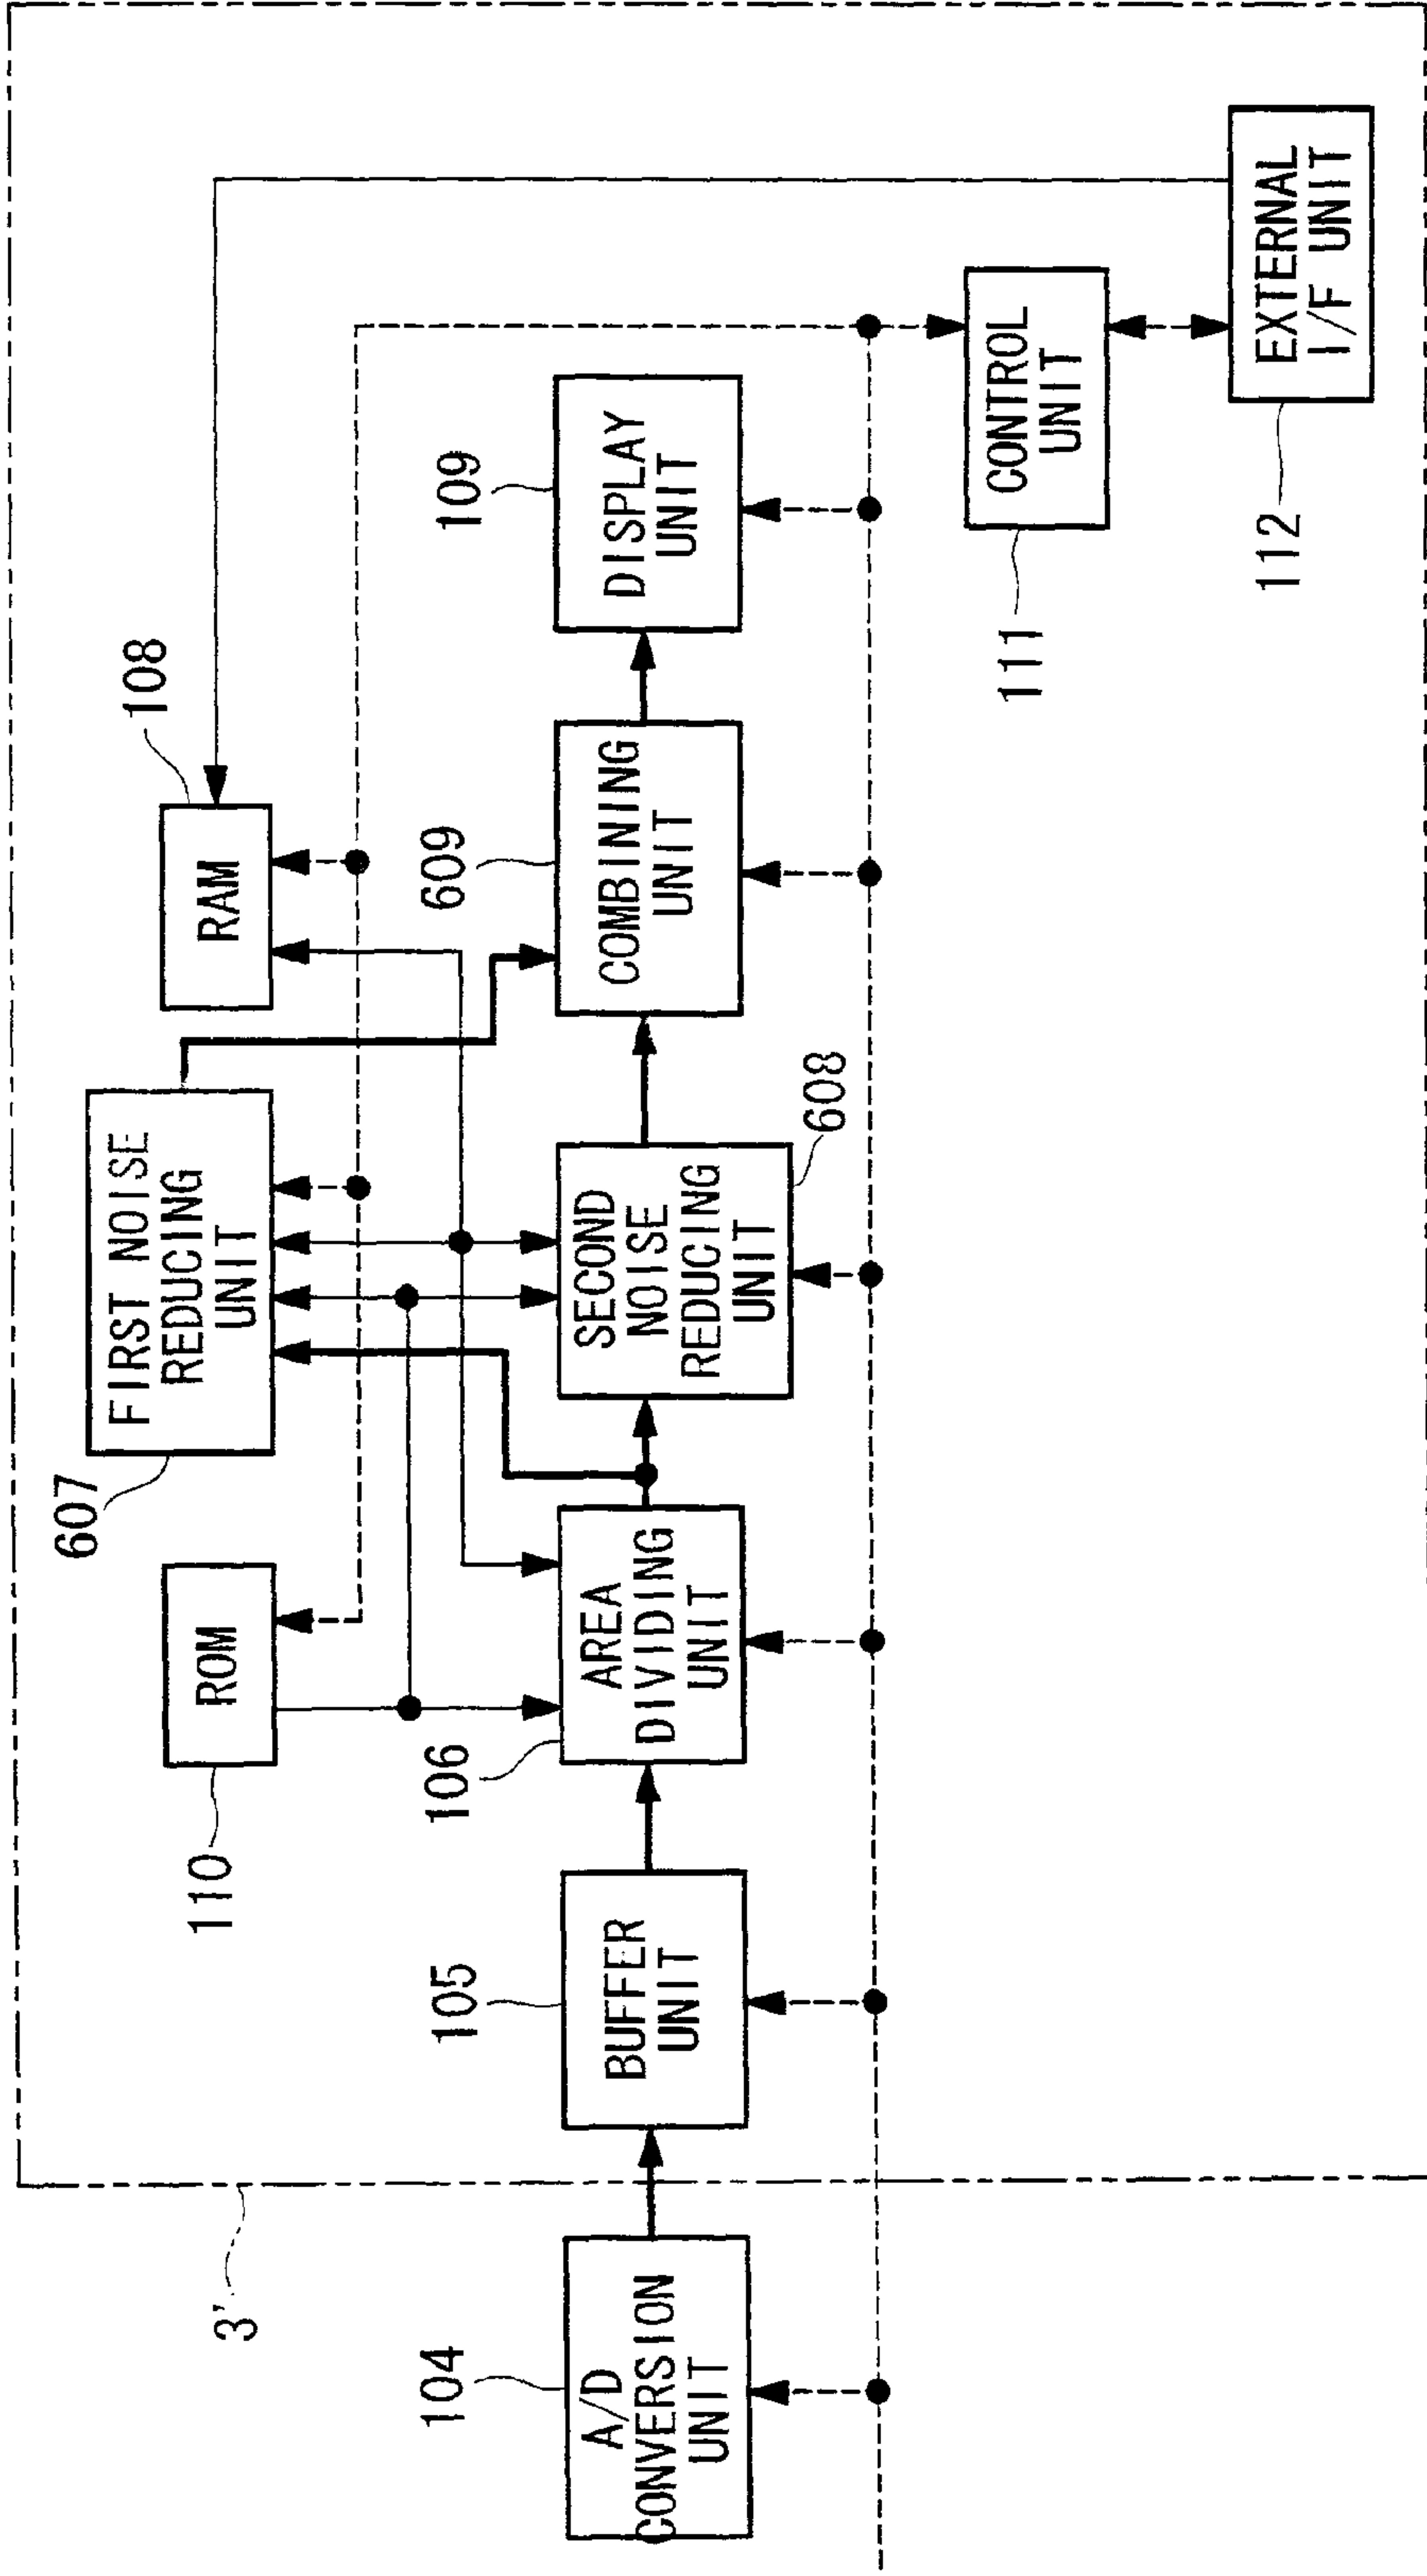 3'
607
FIRST NOISE
REDUCING
UNIT
110
ROM
108
RAM
104
A/D
CONVERSION
UNIT
105
BUFFER
UNIT
106
AREA
DIVIDING
UNIT
SECOND
NOISE
REDUCING
UNIT
608
609
COMBINING
UNIT
109
DISPLAY
UNIT
111
CONTROL
UNIT
112
EXTERNAL
I/F UNIT